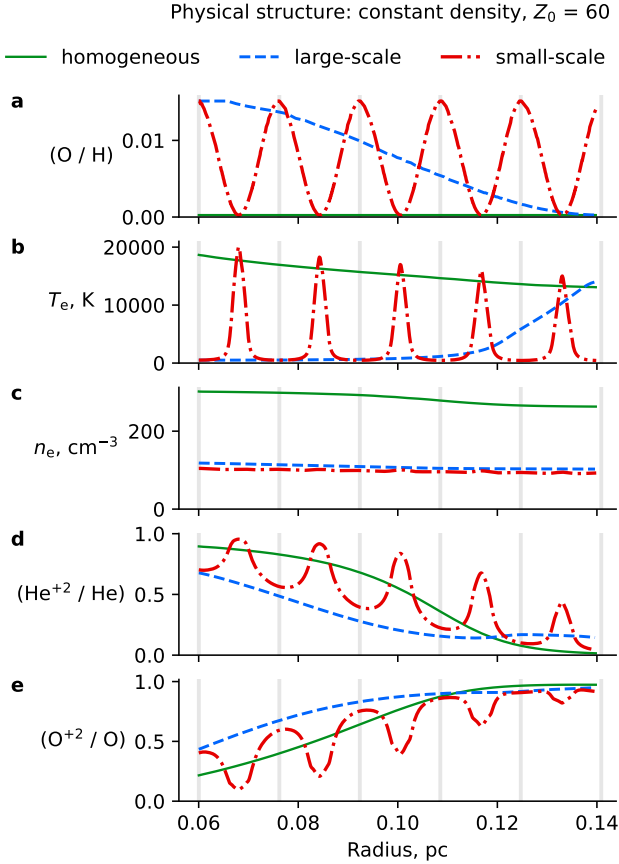 Physical structure: constant density, Z₀ = 60
homogeneous large-scale small-scale
a
(O / H)
0.01
0.00
b
Tₑ, K
20000
10000
0
c
nₑ, cm⁻³
200
0
d
(He⁺² / He)
1.0
0.5
0.0
e
(O⁺² / O)
1.0
0.5
0.0
0.06 0.08 0.10 0.12 0.14
Radius, pc